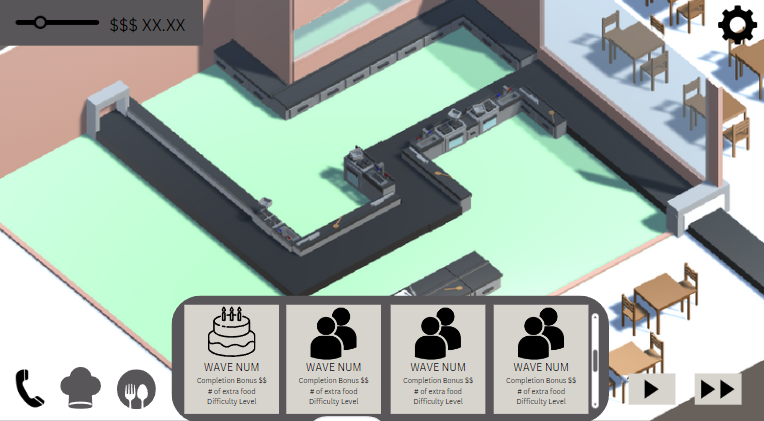 $$$ XX.XX
WAVE NUM
Completion Bonus $$
# of extra food
Difficulty Level
WAVE NUM
Completion Bonus $$
# of extra food
Difficulty Level
WAVE NUM
Completion Bonus $$
# of extra food
Difficulty Level
WAVE NUM
Completion Bonus $$
# of extra food
Difficulty Level